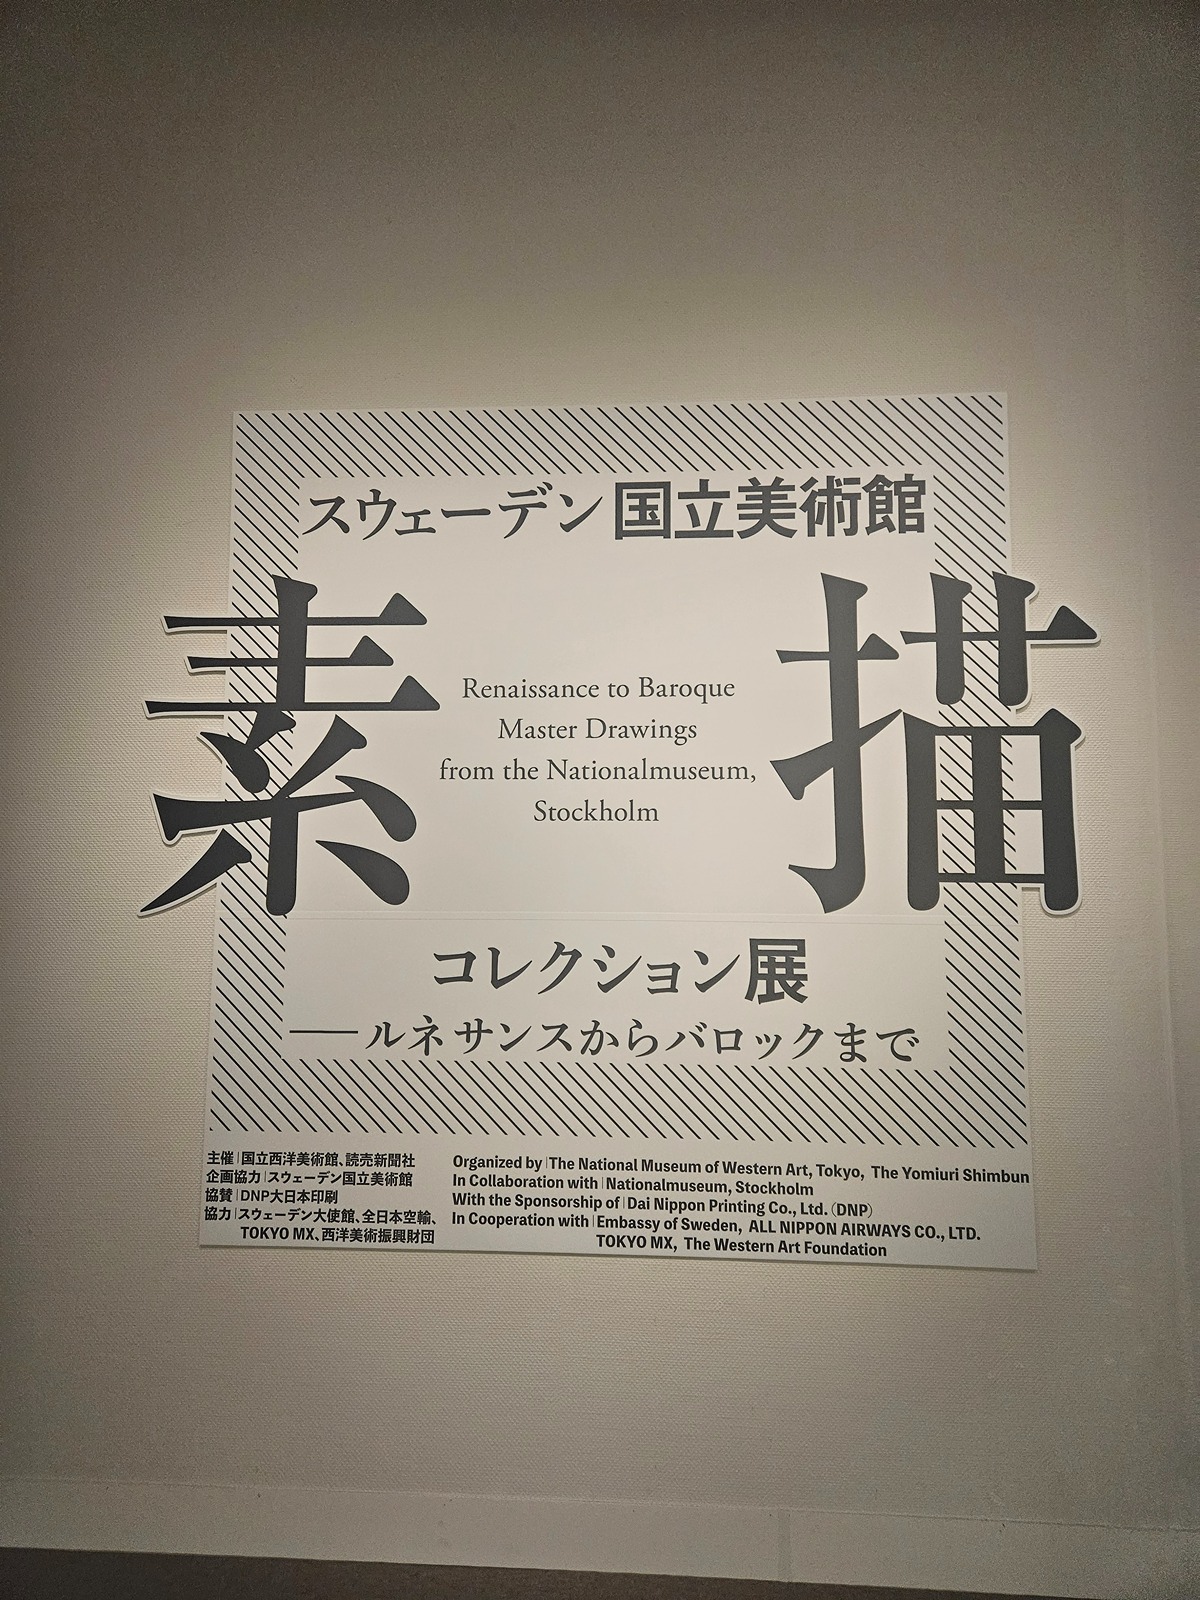 スウェーデン国立美術館
素描
Renaissance to Baroque
Master Drawings
from the Nationalmuseum,
Stockholm
コレクション展
——ルネサンスからバロックまで
主催|国立西洋美術館、読売新聞社
企画協力|スウェーデン国立美術館
協賛|DNP大日本印刷
協力|スウェーデン大使館、全日本空輸、
TOKYO MX、西洋美術振興財団
Organized by|The National Museum of Western Art, Tokyo, The Yomiuri Shimbun
In Collaboration with|Nationalmuseum, Stockholm
With the Sponsorship of|Dai Nippon Printing Co., Ltd.（DNP）
In Cooperation with|Embassy of Sweden, ALL NIPPON AIRWAYS CO., LTD.
TOKYO MX, The Western Art Foundation